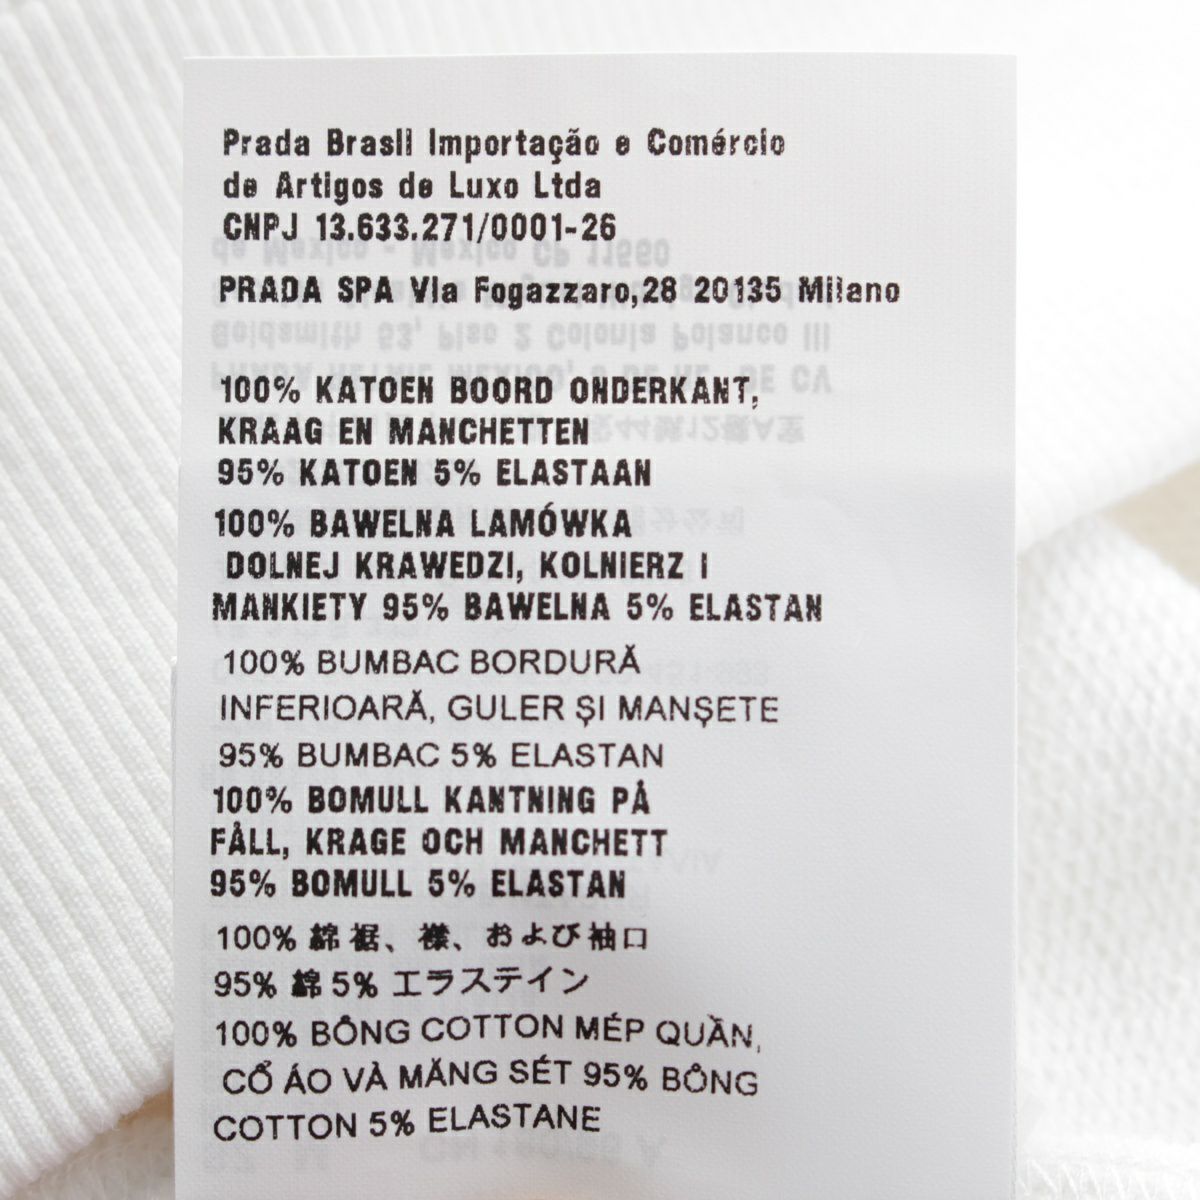 Prada Brasil Importação e Comércio
de Artigos de Luxo Ltda
CNPJ 13.633.271/0001-26
PRADA SPA Via Fogazzaro,28 20135 Milano
100% KATOEN BOORD ONDERKANT,
KRAAG EN MANCHETTEN
95% KATOEN 5% ELASTAAN
100% BAWELNA LAMÓWKA
DOLNEJ KRAWEDZI, KOLNIERZ I
MANKIETY 95% BAWELNA 5% ELASTAN
100% BUMBAC BORDURĂ
INFERIOARĂ, GULER ȘI MANȘETE
95% BUMBAC 5% ELASTAN
100% BOMULL KANTNING PÅ
FÅLL, KRAGE OCH MANCHETT
95% BOMULL 5% ELASTAN
100% 綿 裾、襟、および袖口
95% 綿 5% エラステイン
100% BÔNG COTTON MÉP QUẦN,
CỔ ÁO VÀ MĂNG SÉT 95% BÔNG
COTTON 5% ELASTANE